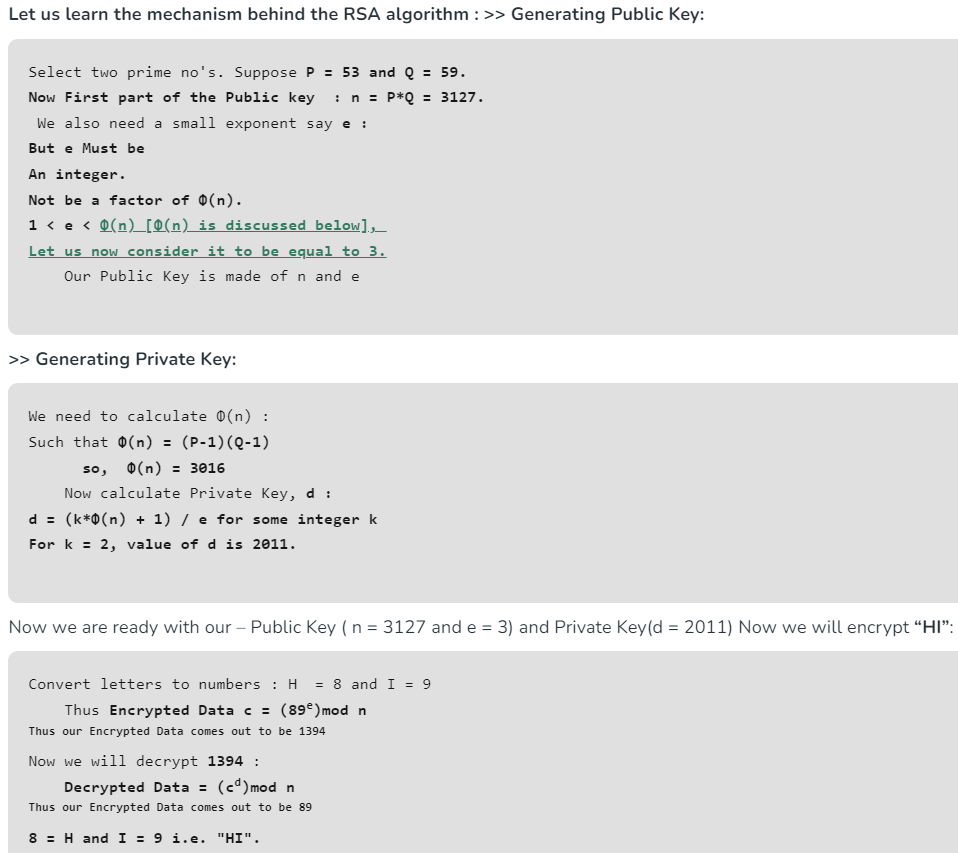 Let us learn the mechanism behind the RSA algorithm : >> Generating Public Key:
Select two prime no's. Suppose P = 53 and Q = 59.
Now First part of the Public key  : n = P*Q = 3127.
We also need a small exponent say e :
But e Must be
An integer.
Not be a factor of Φ(n).
1 < e < Φ(n) [Φ(n) is discussed below],
Let us now consider it to be equal to 3.
Our Public Key is made of n and e
>> Generating Private Key:
We need to calculate Φ(n) :
Such that Φ(n) = (P-1)(Q-1)
so,  Φ(n) = 3016
Now calculate Private Key, d :
d = (k*Φ(n) + 1) / e for some integer k
For k = 2, value of d is 2011.
Now we are ready with our – Public Key ( n = 3127 and e = 3) and Private Key(d = 2011) Now we will encrypt “HI”:
Convert letters to numbers : H  = 8 and I = 9
Thus Encrypted Data c = (89ᵉ)mod n
Thus our Encrypted Data comes out to be 1394
Now we will decrypt 1394 :
Decrypted Data = (cᵈ)mod n
Thus our Encrypted Data comes out to be 89
8 = H and I = 9 i.e. "HI".